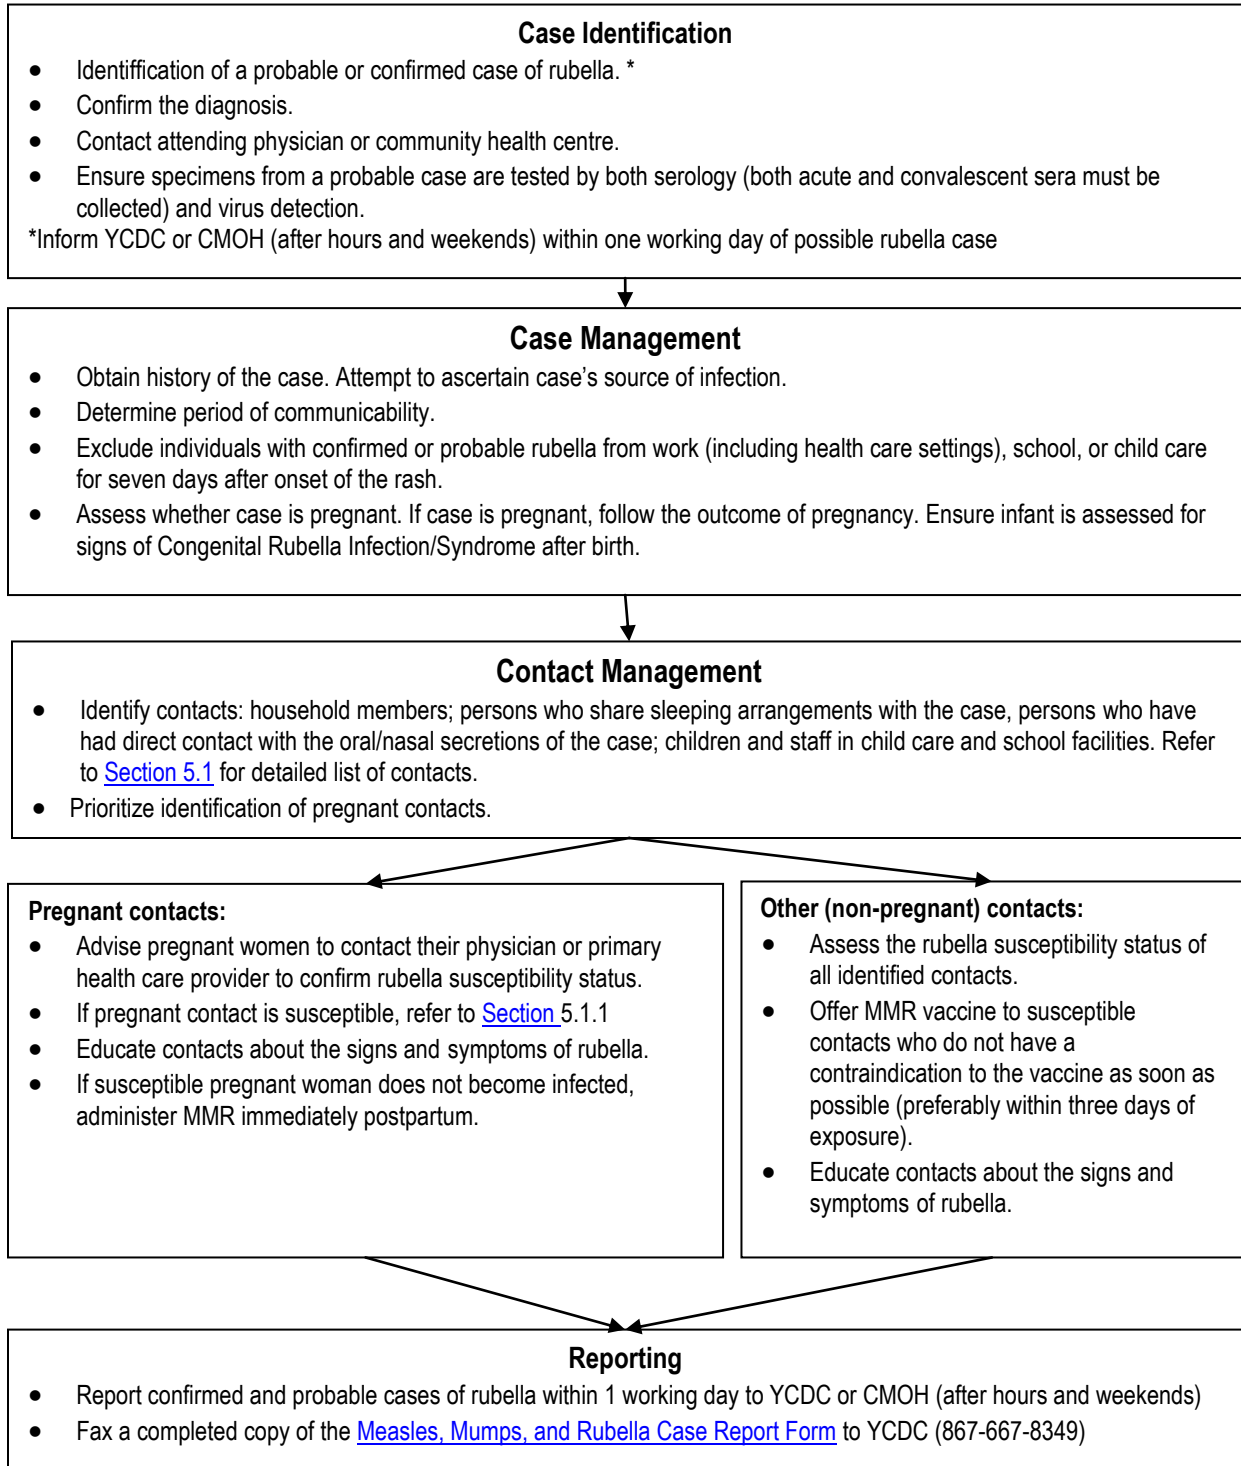 Case Identification
● Identiffication of a probable or confirmed case of rubella. *
● Confirm the diagnosis.
● Contact attending physician or community health centre.
● Ensure specimens from a probable case are tested by both serology (both acute and convalescent sera must be
collected) and virus detection.
*Inform YCDC or CMOH (after hours and weekends) within one working day of possible rubella case
Case Management
● Obtain history of the case. Attempt to ascertain case’s source of infection.
● Determine period of communicability.
● Exclude individuals with confirmed or probable rubella from work (including health care settings), school, or child care
for seven days after onset of the rash.
● Assess whether case is pregnant. If case is pregnant, follow the outcome of pregnancy. Ensure infant is assessed for
signs of Congenital Rubella Infection/Syndrome after birth.
Contact Management
● Identify contacts: household members; persons who share sleeping arrangements with the case, persons who have
had direct contact with the oral/nasal secretions of the case; children and staff in child care and school facilities. Refer
to Section 5.1 for detailed list of contacts.
● Prioritize identification of pregnant contacts.
Pregnant contacts:
● Advise pregnant women to contact their physician or primary
health care provider to confirm rubella susceptibility status.
● If pregnant contact is susceptible, refer to Section 5.1.1
● Educate contacts about the signs and symptoms of rubella.
● If susceptible pregnant woman does not become infected,
administer MMR immediately postpartum.
Other (non-pregnant) contacts:
● Assess the rubella susceptibility status of
all identified contacts.
● Offer MMR vaccine to susceptible
contacts who do not have a
contraindication to the vaccine as soon as
possible (preferably within three days of
exposure).
● Educate contacts about the signs and
symptoms of rubella.
Reporting
● Report confirmed and probable cases of rubella within 1 working day to YCDC or CMOH (after hours and weekends)
● Fax a completed copy of the Measles, Mumps, and Rubella Case Report Form to YCDC (867-667-8349)